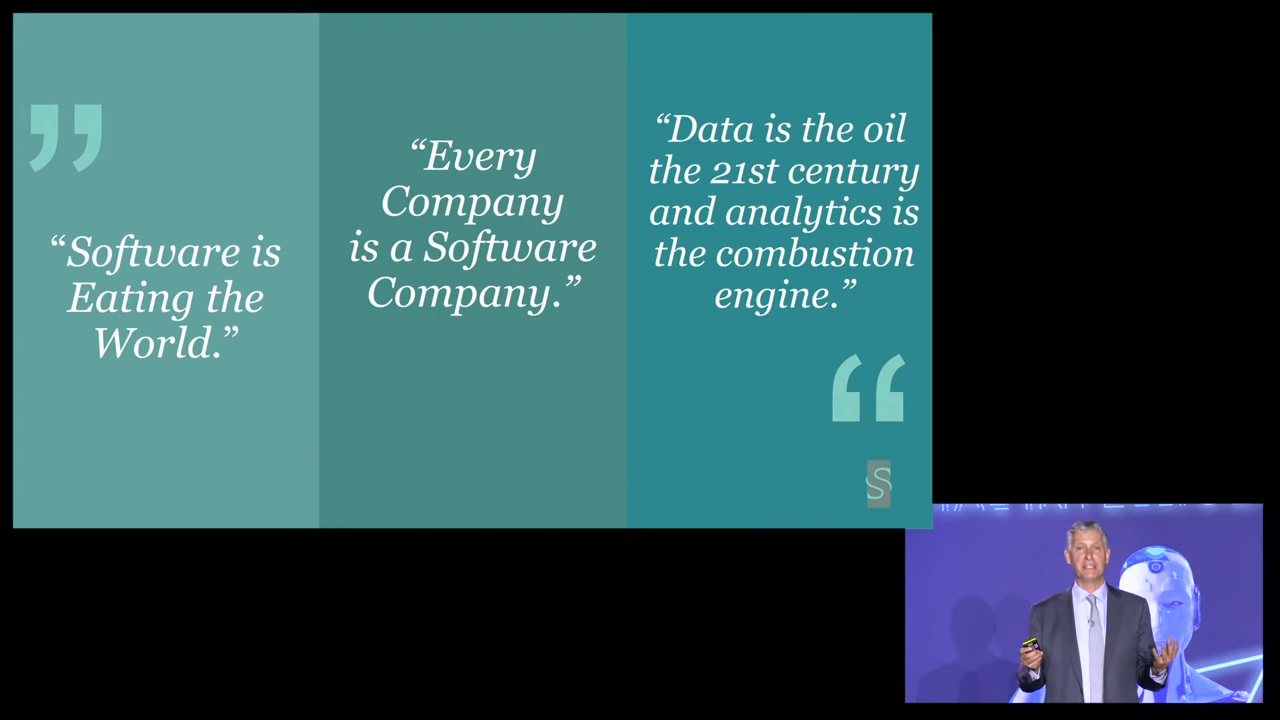 “Software is
Eating the
World.”
“Every
Company
is a Software
Company.”
“Data is the oil
the 21st century
and analytics is
the combustion
engine.”
S